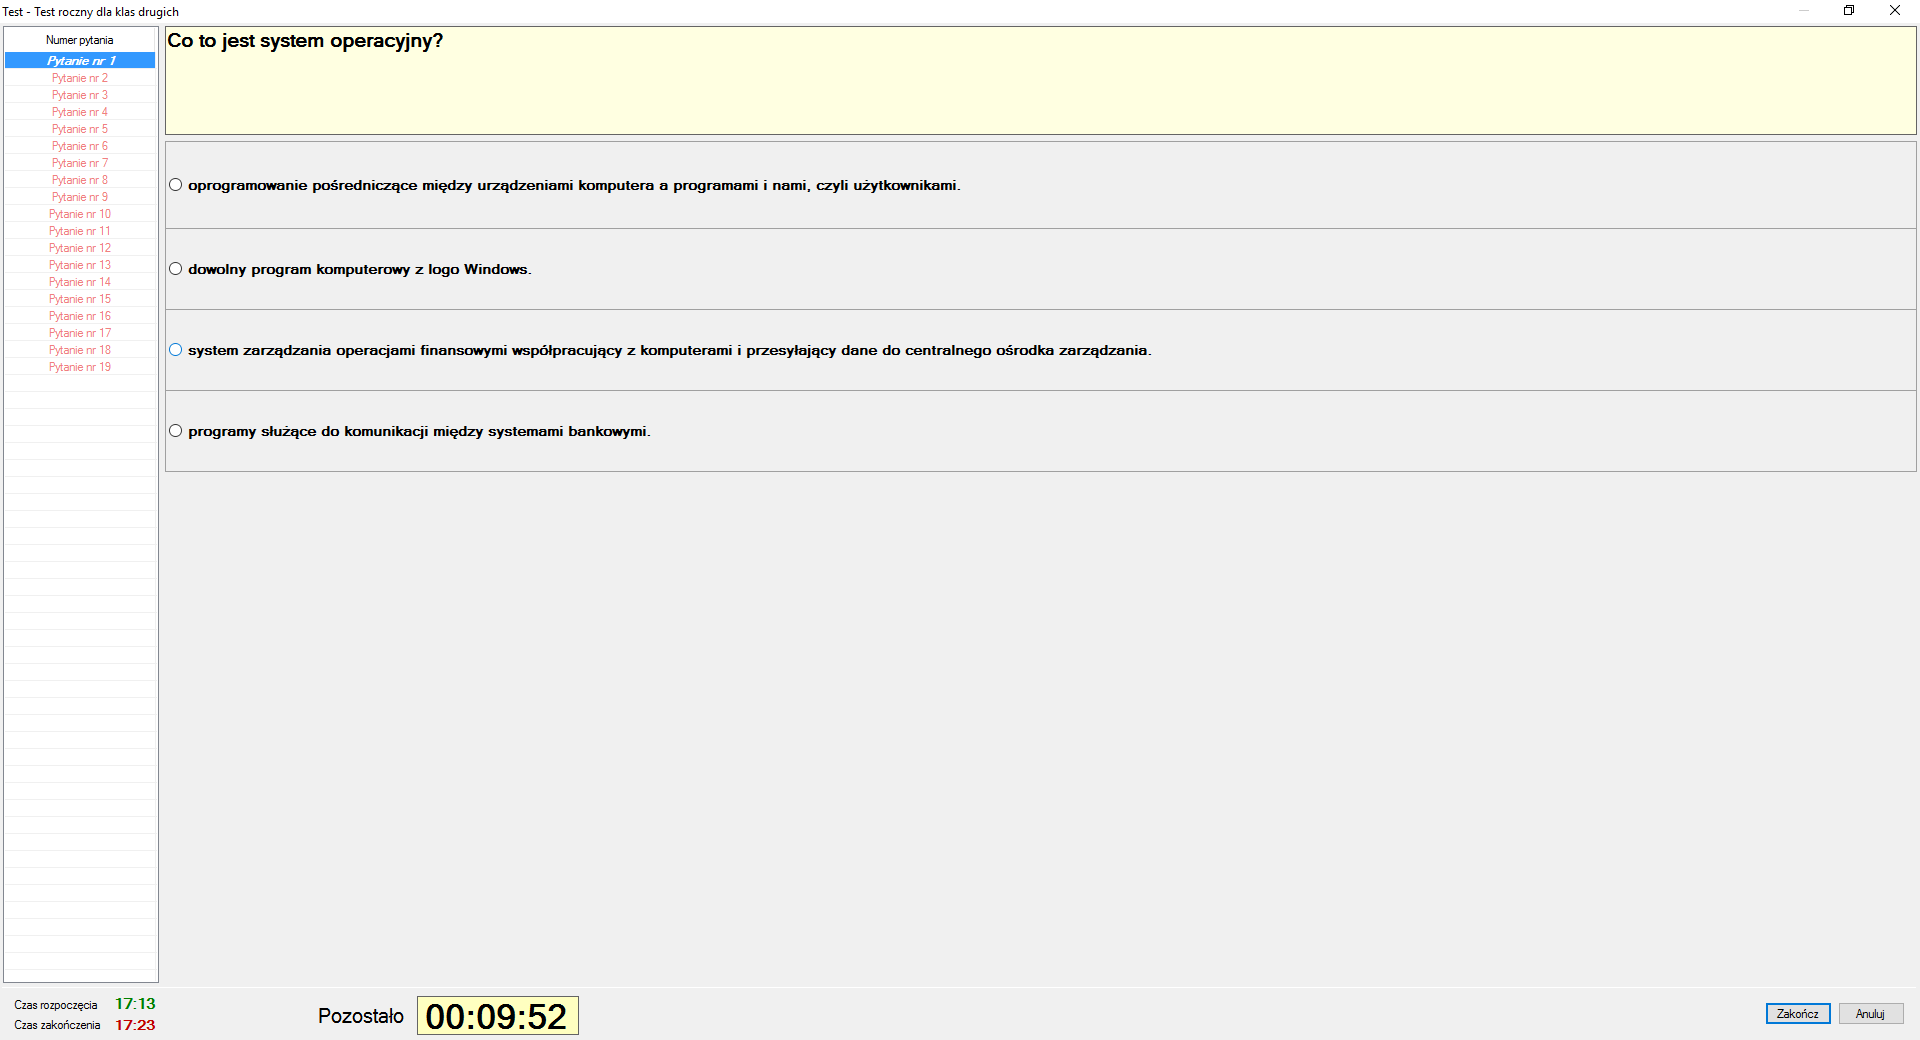 Test - Test roczny dla klas drugich
Numer pytania
Pytanie nr 1
Pytanie nr 2
Pytanie nr 3
Pytanie nr 4
Pytanie nr 5
Pytanie nr 6
Pytanie nr 7
Pytanie nr 8
Pytanie nr 9
Pytanie nr 10
Pytanie nr 11
Pytanie nr 12
Pytanie nr 13
Pytanie nr 14
Pytanie nr 15
Pytanie nr 16
Pytanie nr 17
Pytanie nr 18
Pytanie nr 19
Co to jest system operacyjny?
oprogramowanie pośredniczące między urządzeniami komputera a programami i nami, czyli użytkownikami.
dowolny program komputerowy z logo Windows.
system zarządzania operacjami finansowymi współpracujący z komputerami i przesyłający dane do centralnego ośrodka zarządzania.
programy służące do komunikacji między systemami bankowymi.
Czas rozpoczęcia 17:13
Czas zakończenia 17:23
Pozostało 00:09:52
Zakończ
Anuluj